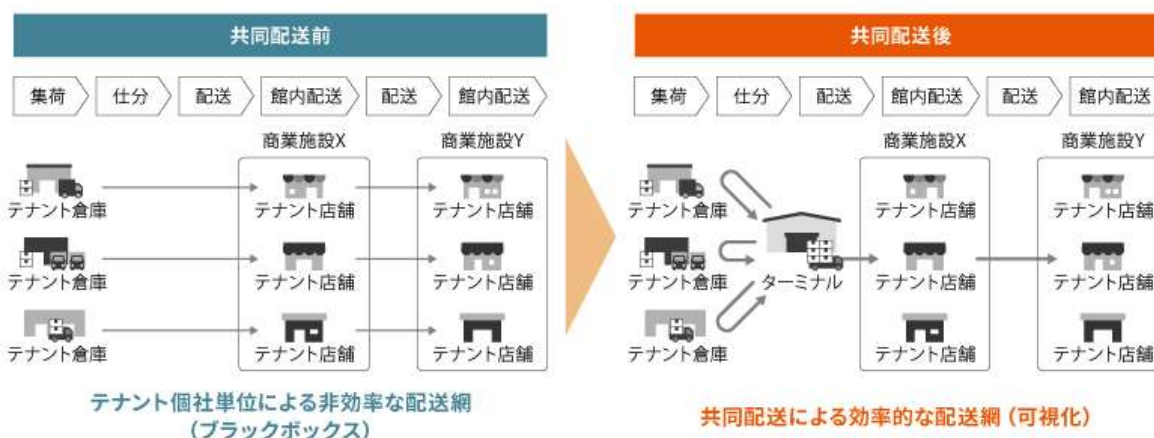 共同配送前
集荷 仕分 配送 館内配送 配送 館内配送
商業施設X 商業施設Y
テナント倉庫 テナント店舗 テナント店舗
テナント倉庫 テナント店舗 テナント店舗
テナント倉庫 テナント店舗 テナント店舗
テナント個社単位による非効率な配送網
(ブラックボックス)
共同配送後
集荷 仕分 配送 館内配送 配送 館内配送
商業施設X 商業施設Y
テナント倉庫 テナント店舗 テナント店舗
テナント倉庫 ターミナル テナント店舗 テナント店舗
テナント倉庫 テナント店舗 テナント店舗
共同配送による効率的な配送網(可視化)